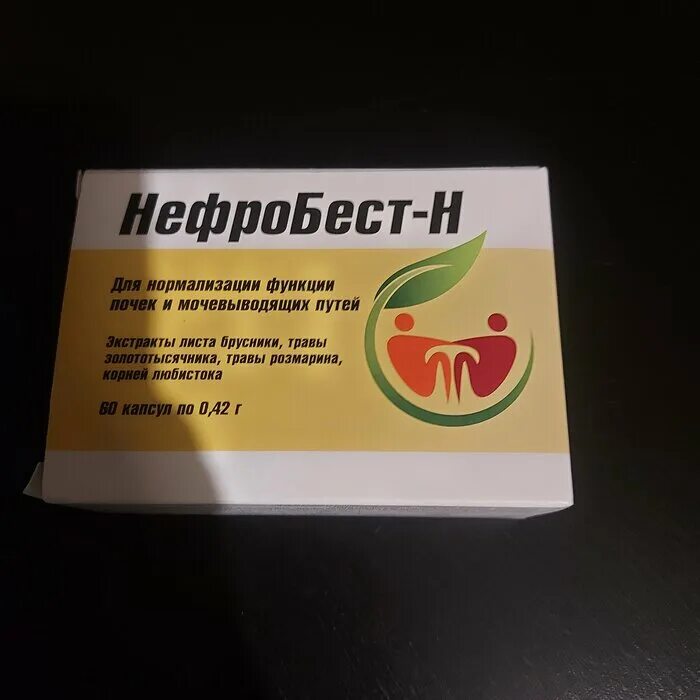 НефроБест-Н
Для нормализации функции
почек и мочевыводящих путей
Экстракты листа брусники, травы
золототысячника, травы розмарина,
корней любистока
60 капсул по 0,42 г